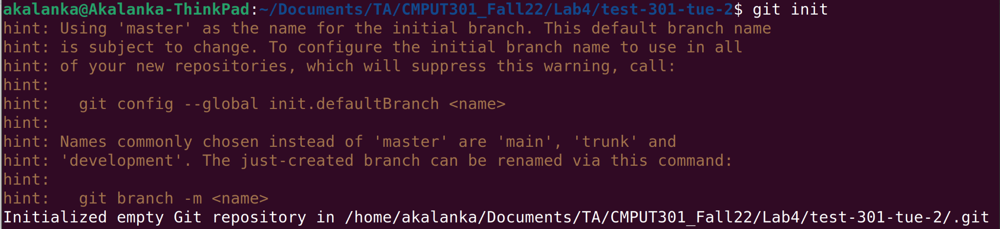 akalanka@Akalanka-ThinkPad:~/Documents/TA/CMPUT301_Fall22/Lab4/test-301-tue-2$ git init
hint: Using 'master' as the name for the initial branch. This default branch name
hint: is subject to change. To configure the initial branch name to use in all
hint: of your new repositories, which will suppress this warning, call:
hint:
hint:   git config --global init.defaultBranch <name>
hint:
hint: Names commonly chosen instead of 'master' are 'main', 'trunk' and
hint: 'development'. The just-created branch can be renamed via this command:
hint:
hint:   git branch -m <name>
Initialized empty Git repository in /home/akalanka/Documents/TA/CMPUT301_Fall22/Lab4/test-301-tue-2/.git